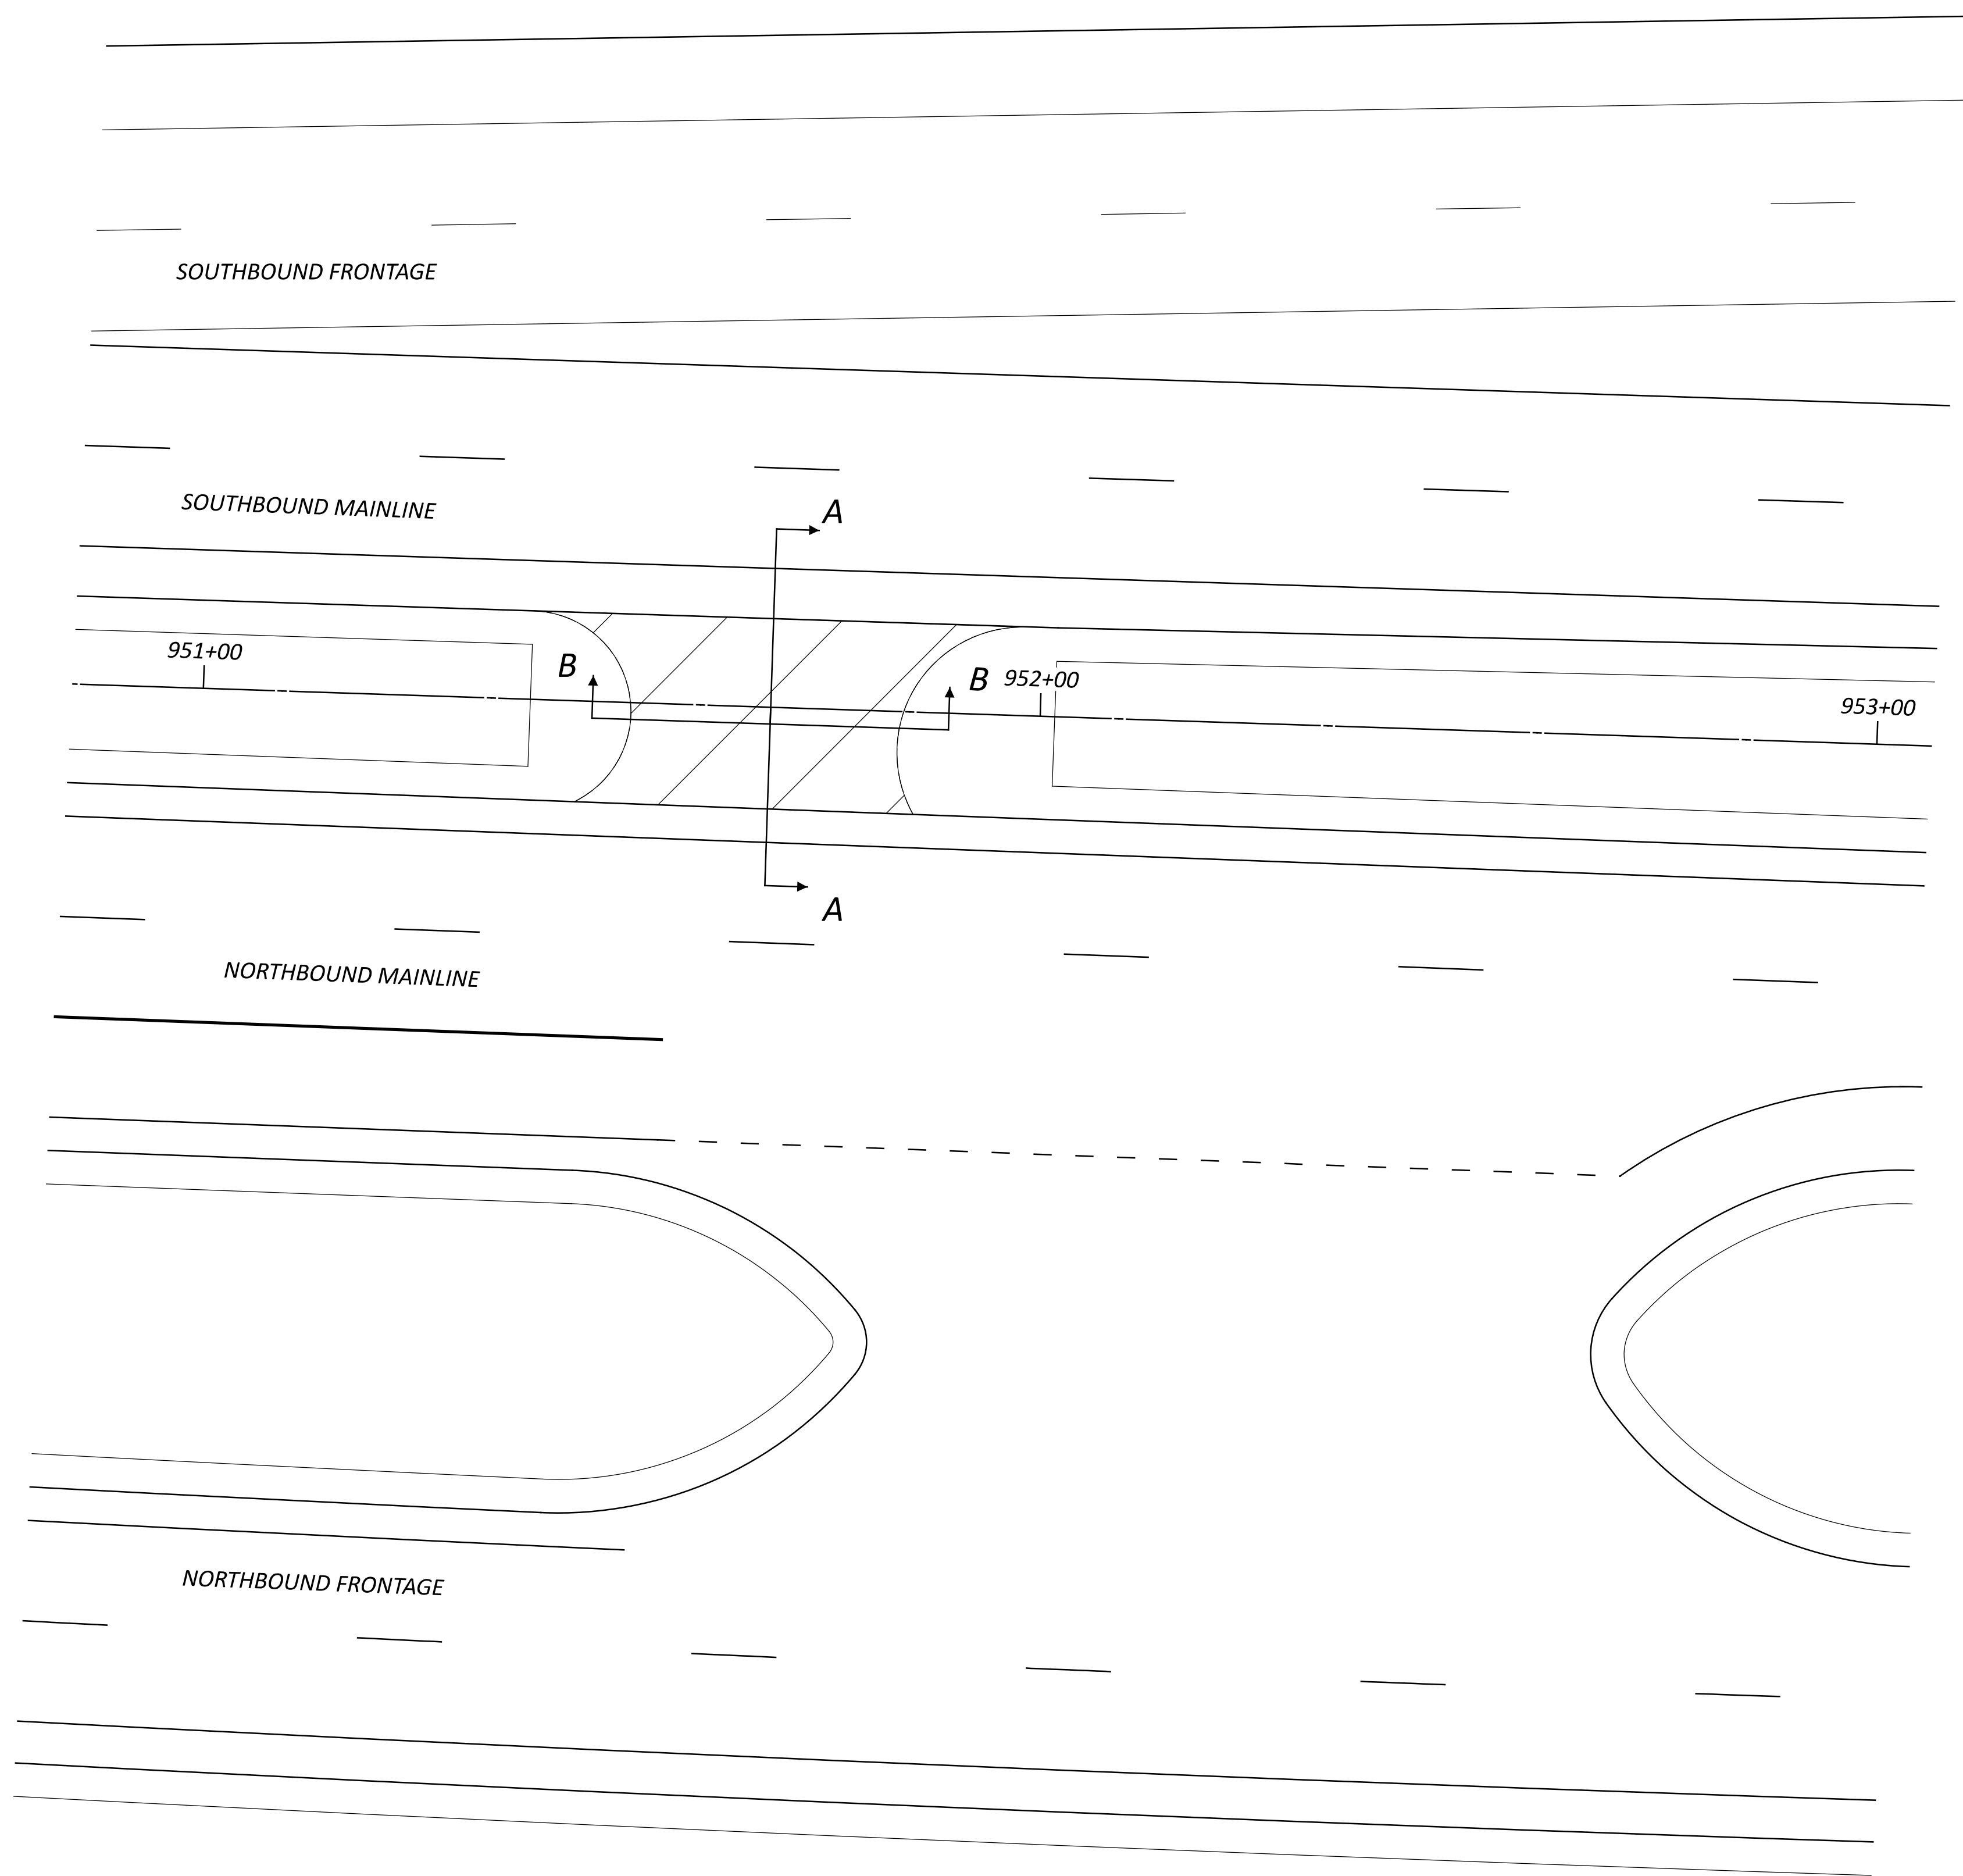 SOUTHBOUND FRONTAGE
SOUTHBOUND MAINLINE
A
951+00
B
B
952+00
953+00
A
NORTHBOUND MAINLINE
NORTHBOUND FRONTAGE